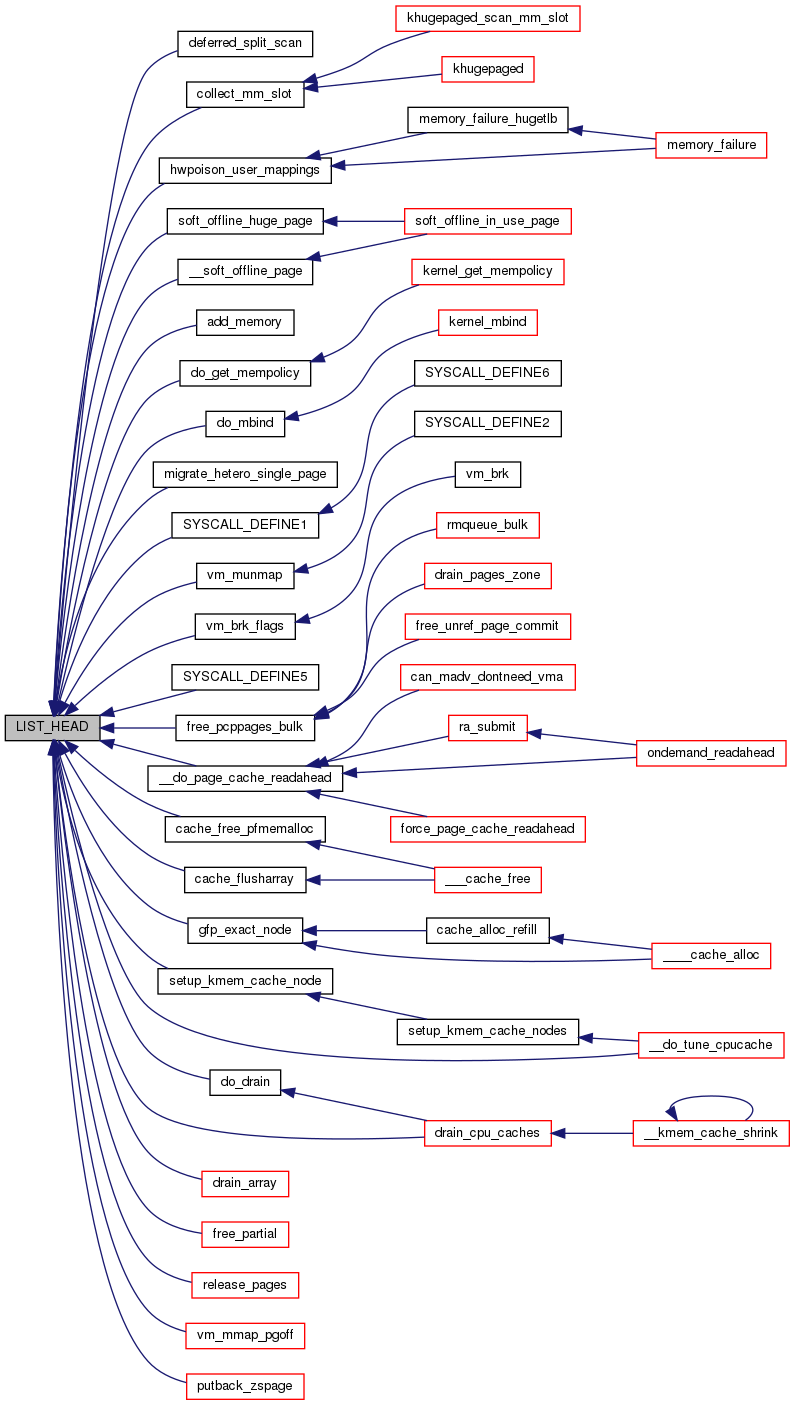 khugepaged_scan_mm_slot
deferred_split_scan
khugepaged
collect_mm_slot
memory_failure_hugetlb
memory_failure
hwpoison_user_mappings
soft_offline_huge_page
soft_offline_in_use_page
__soft_offline_page
kernel_get_mempolicy
add_memory
kernel_mbind
do_get_mempolicy
SYSCALL_DEFINE6
do_mbind
SYSCALL_DEFINE2
migrate_hetero_single_page
vm_brk
SYSCALL_DEFINE1
rmqueue_bulk
vm_munmap
drain_pages_zone
vm_brk_flags
free_unref_page_commit
SYSCALL_DEFINE5
can_madv_dontneed_vma
LIST_HEAD
free_pcppages_bulk
ra_submit
ondemand_readahead
__do_page_cache_readahead
cache_free_pfmemalloc
force_page_cache_readahead
cache_flusharray
___cache_free
gfp_exact_node
cache_alloc_refill
____cache_alloc
setup_kmem_cache_node
setup_kmem_cache_nodes
__do_tune_cpucache
do_drain
drain_cpu_caches
__kmem_cache_shrink
drain_array
free_partial
release_pages
vm_mmap_pgoff
putback_zspage